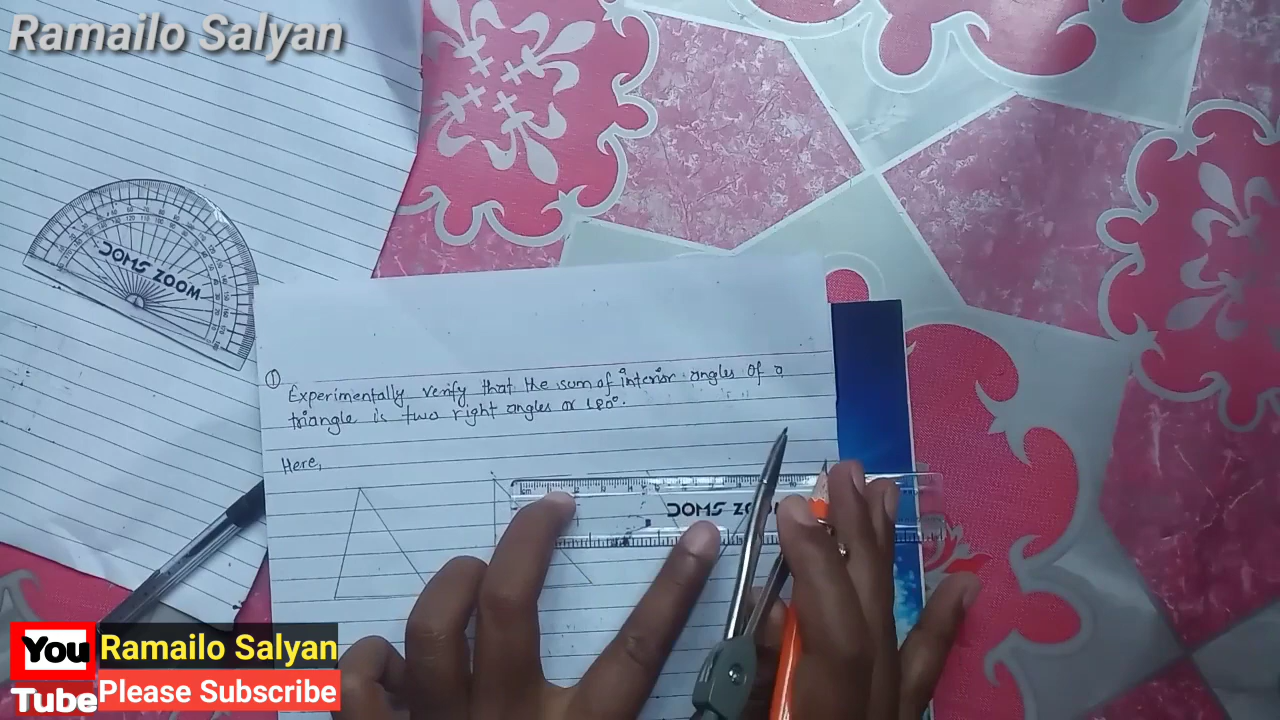 Ramailo Salyan
DOMS ZOOM
① Experimentally verify that the sum of interior angles of a
triangle is two right angles or 180°.
Here,
DOMS
You
Tube
Ramailo Salyan
Please Subscribe